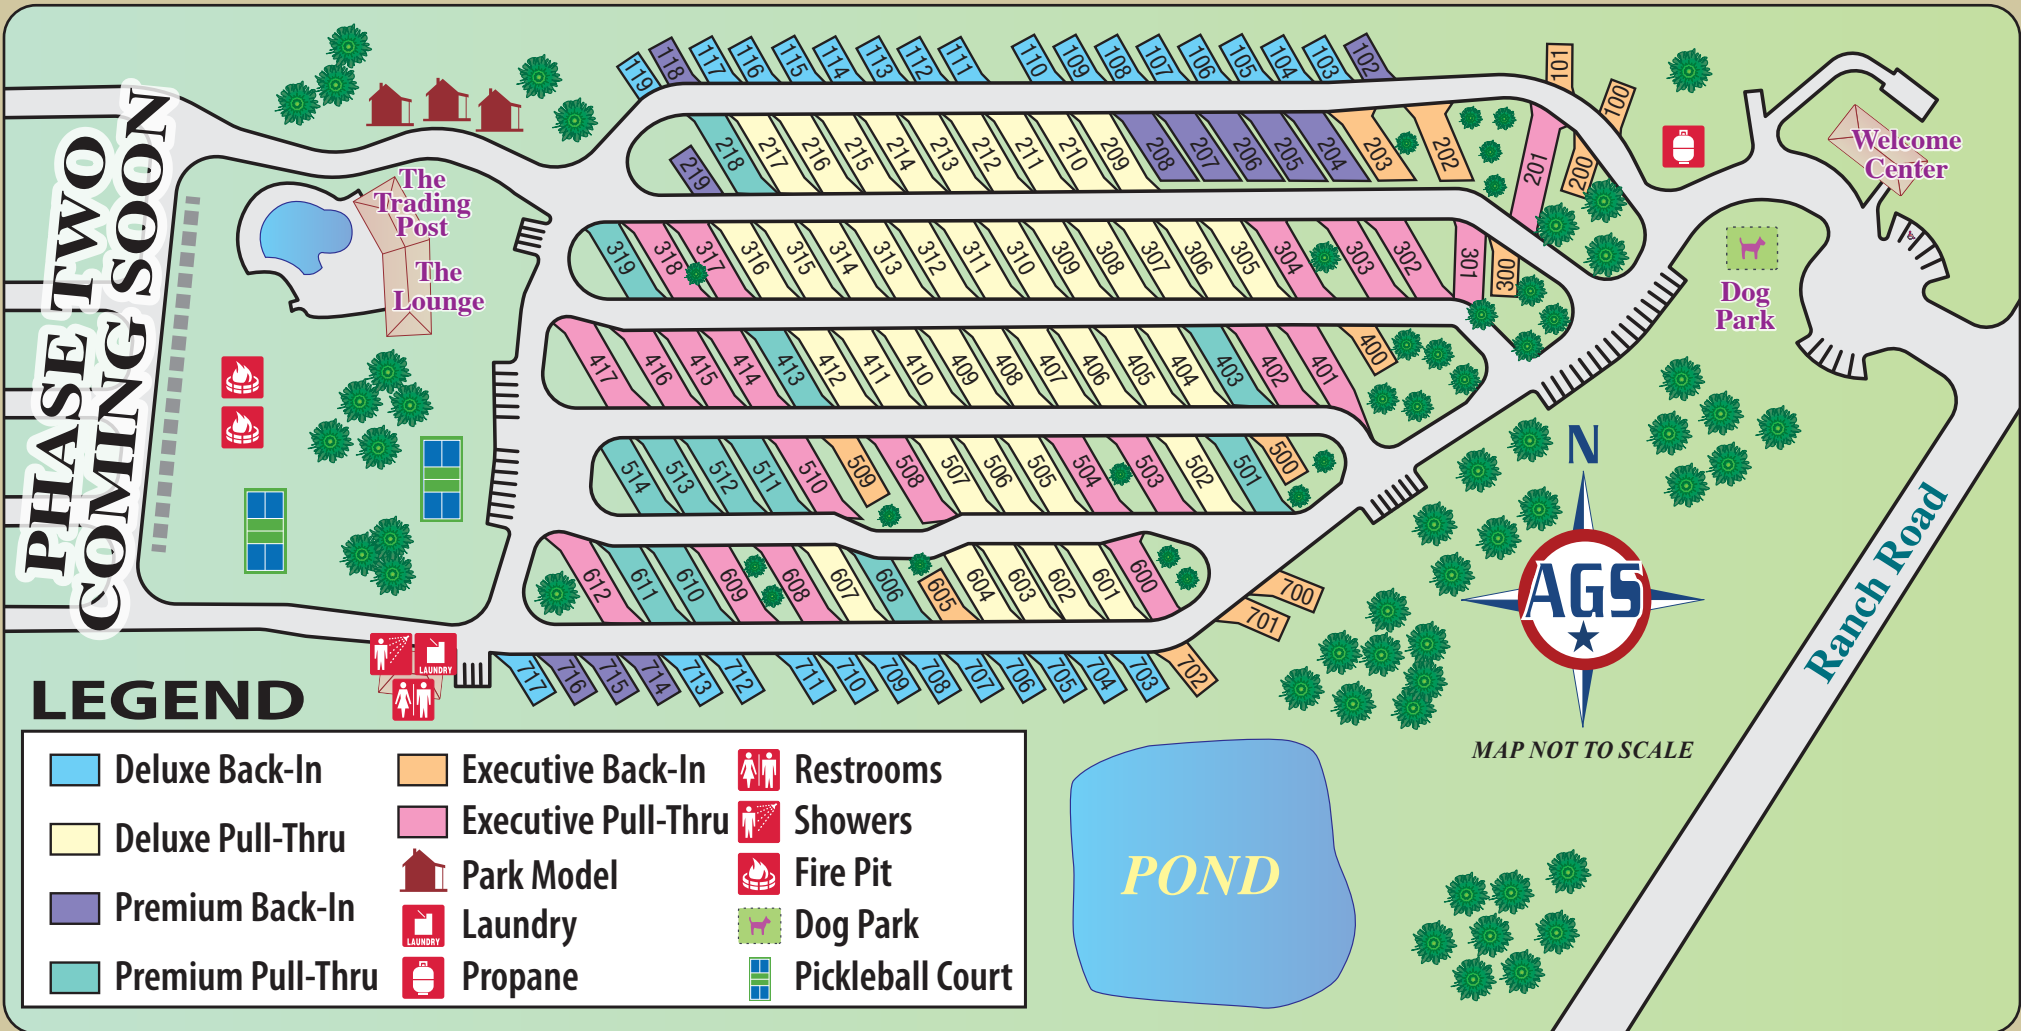 PHASE TWO
COMING SOON
119 118 117 116 115 114 113 112 111 110 109 108 107 106 105 104 103 102
101
100
219 218 217 216 215 214 213 212 211 210 209 208 207 206 205 204 203 202 201 200
319 318 317 316 315 314 313 312 311 310 309 308 307 306 305 304 303 302 301 300
417 416 415 414 413 412 411 410 409 408 407 406 405 404 403 402 401 400
514 513 512 511 510 509 508 507 506 505 504 503 502 501 500
612 611 610 609 608 607 606 605 604 603 602 601 600
700
701
717 716 715 714 713 712 711 710 709 708 707 706 705 704 703 702
The
Trading
Post
The
Lounge
Welcome
Center
Dog
Park
N
AGS
MAP NOT TO SCALE
Ranch Road
POND
LAUNDRY
LEGEND
Deluxe Back-In
Deluxe Pull-Thru
Premium Back-In
Premium Pull-Thru
Executive Back-In
Executive Pull-Thru
Park Model
LAUNDRY
Laundry
Propane
Restrooms
Showers
Fire Pit
Dog Park
Pickleball Court